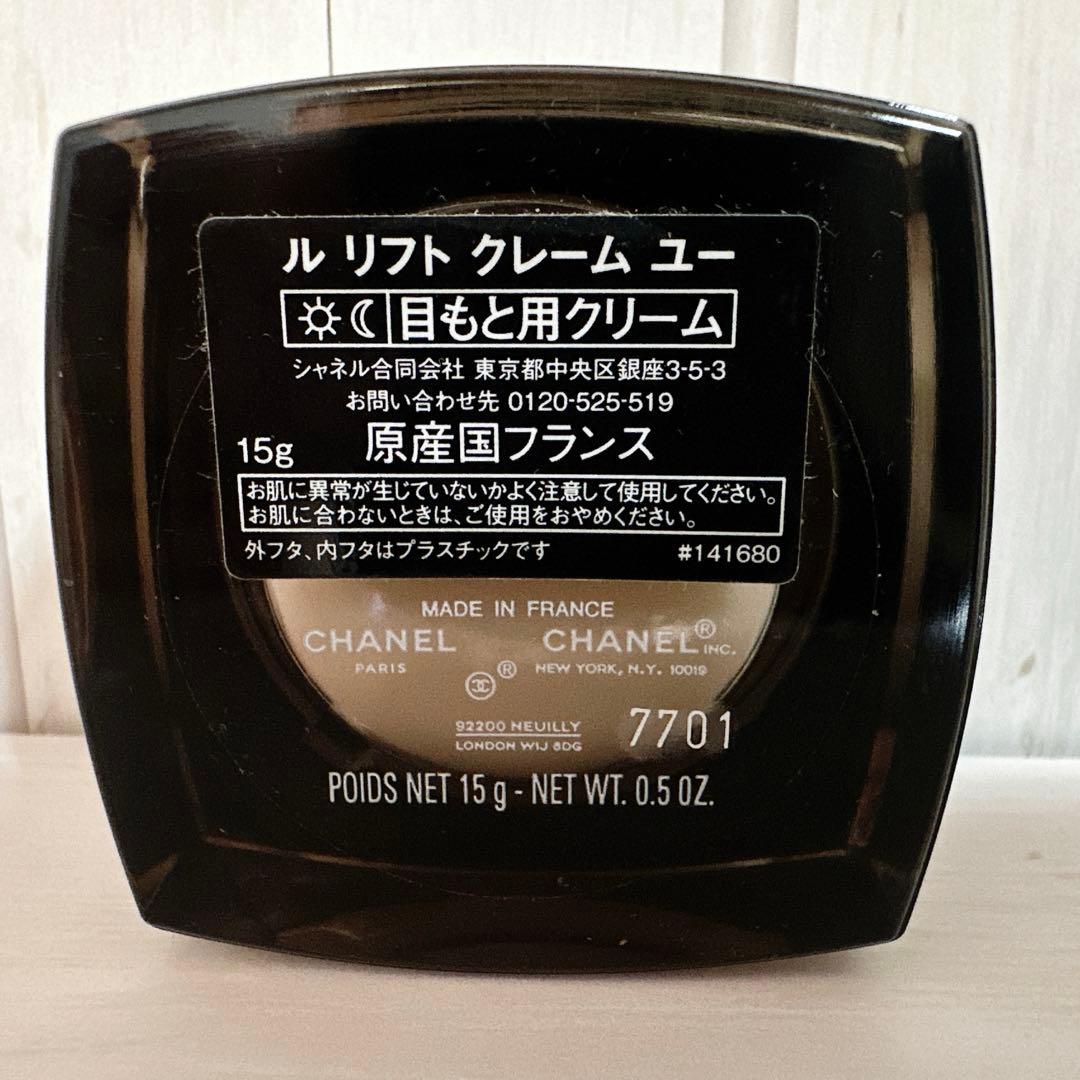 ル リフト クレーム ユー
目もと用クリーム
シャネル合同会社 東京都中央区銀座3-5-3
お問い合わせ先 0120-525-519
15g 原産国フランス
お肌に異常が生じていないかよく注意して使用してください。
お肌に合わないときは、ご使用をおやめください。
外フタ、内フタはプラスチックです #141680
MADE IN FRANCE
CHANEL CHANEL® INC.
PARIS NEW YORK, N.Y. 10019
®
92200 NEUILLY
LONDON W1J 6DG
7701
POIDS NET 15 g - NET WT. 0.5 OZ.